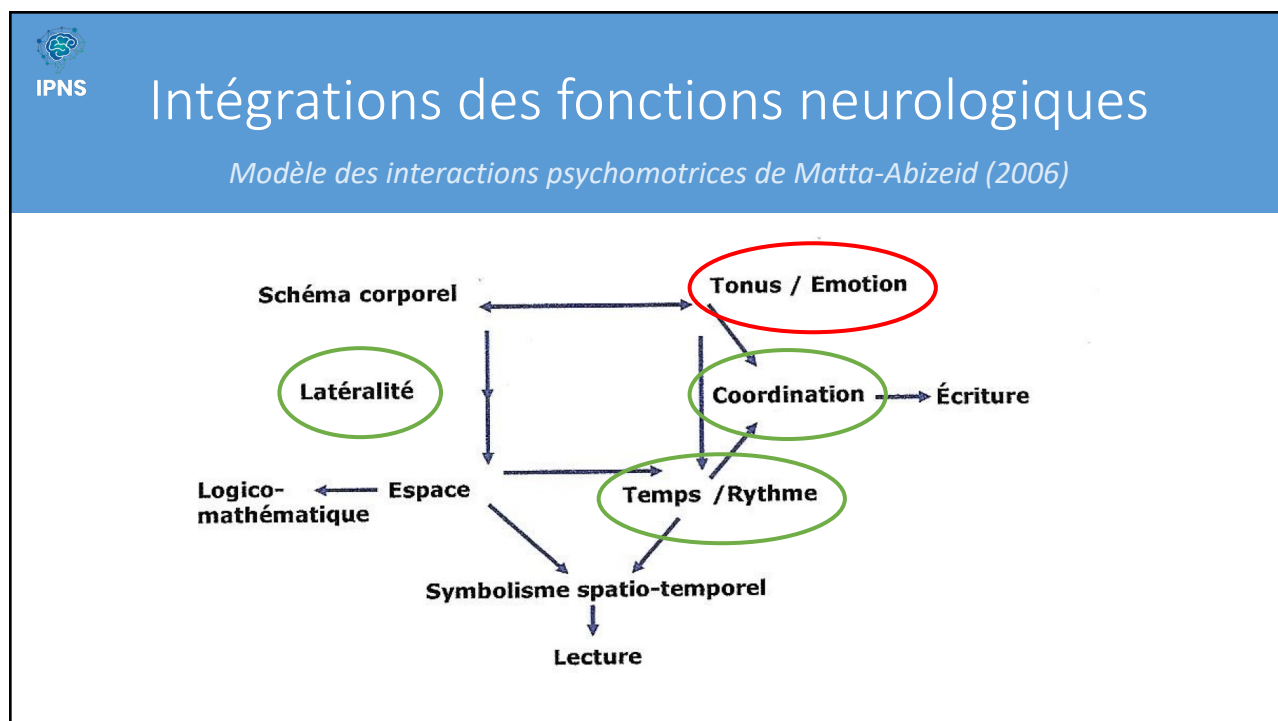 IPNS
Intégrations des fonctions neurologiques
Modèle des interactions psychomotrices de Matta-Abizeid (2006)
Schéma corporel
Tonus / Emotion
Latéralité
Coordination
Écriture
Logico-
mathématique
Espace
Temps /Rythme
Symbolisme spatio-temporel
Lecture